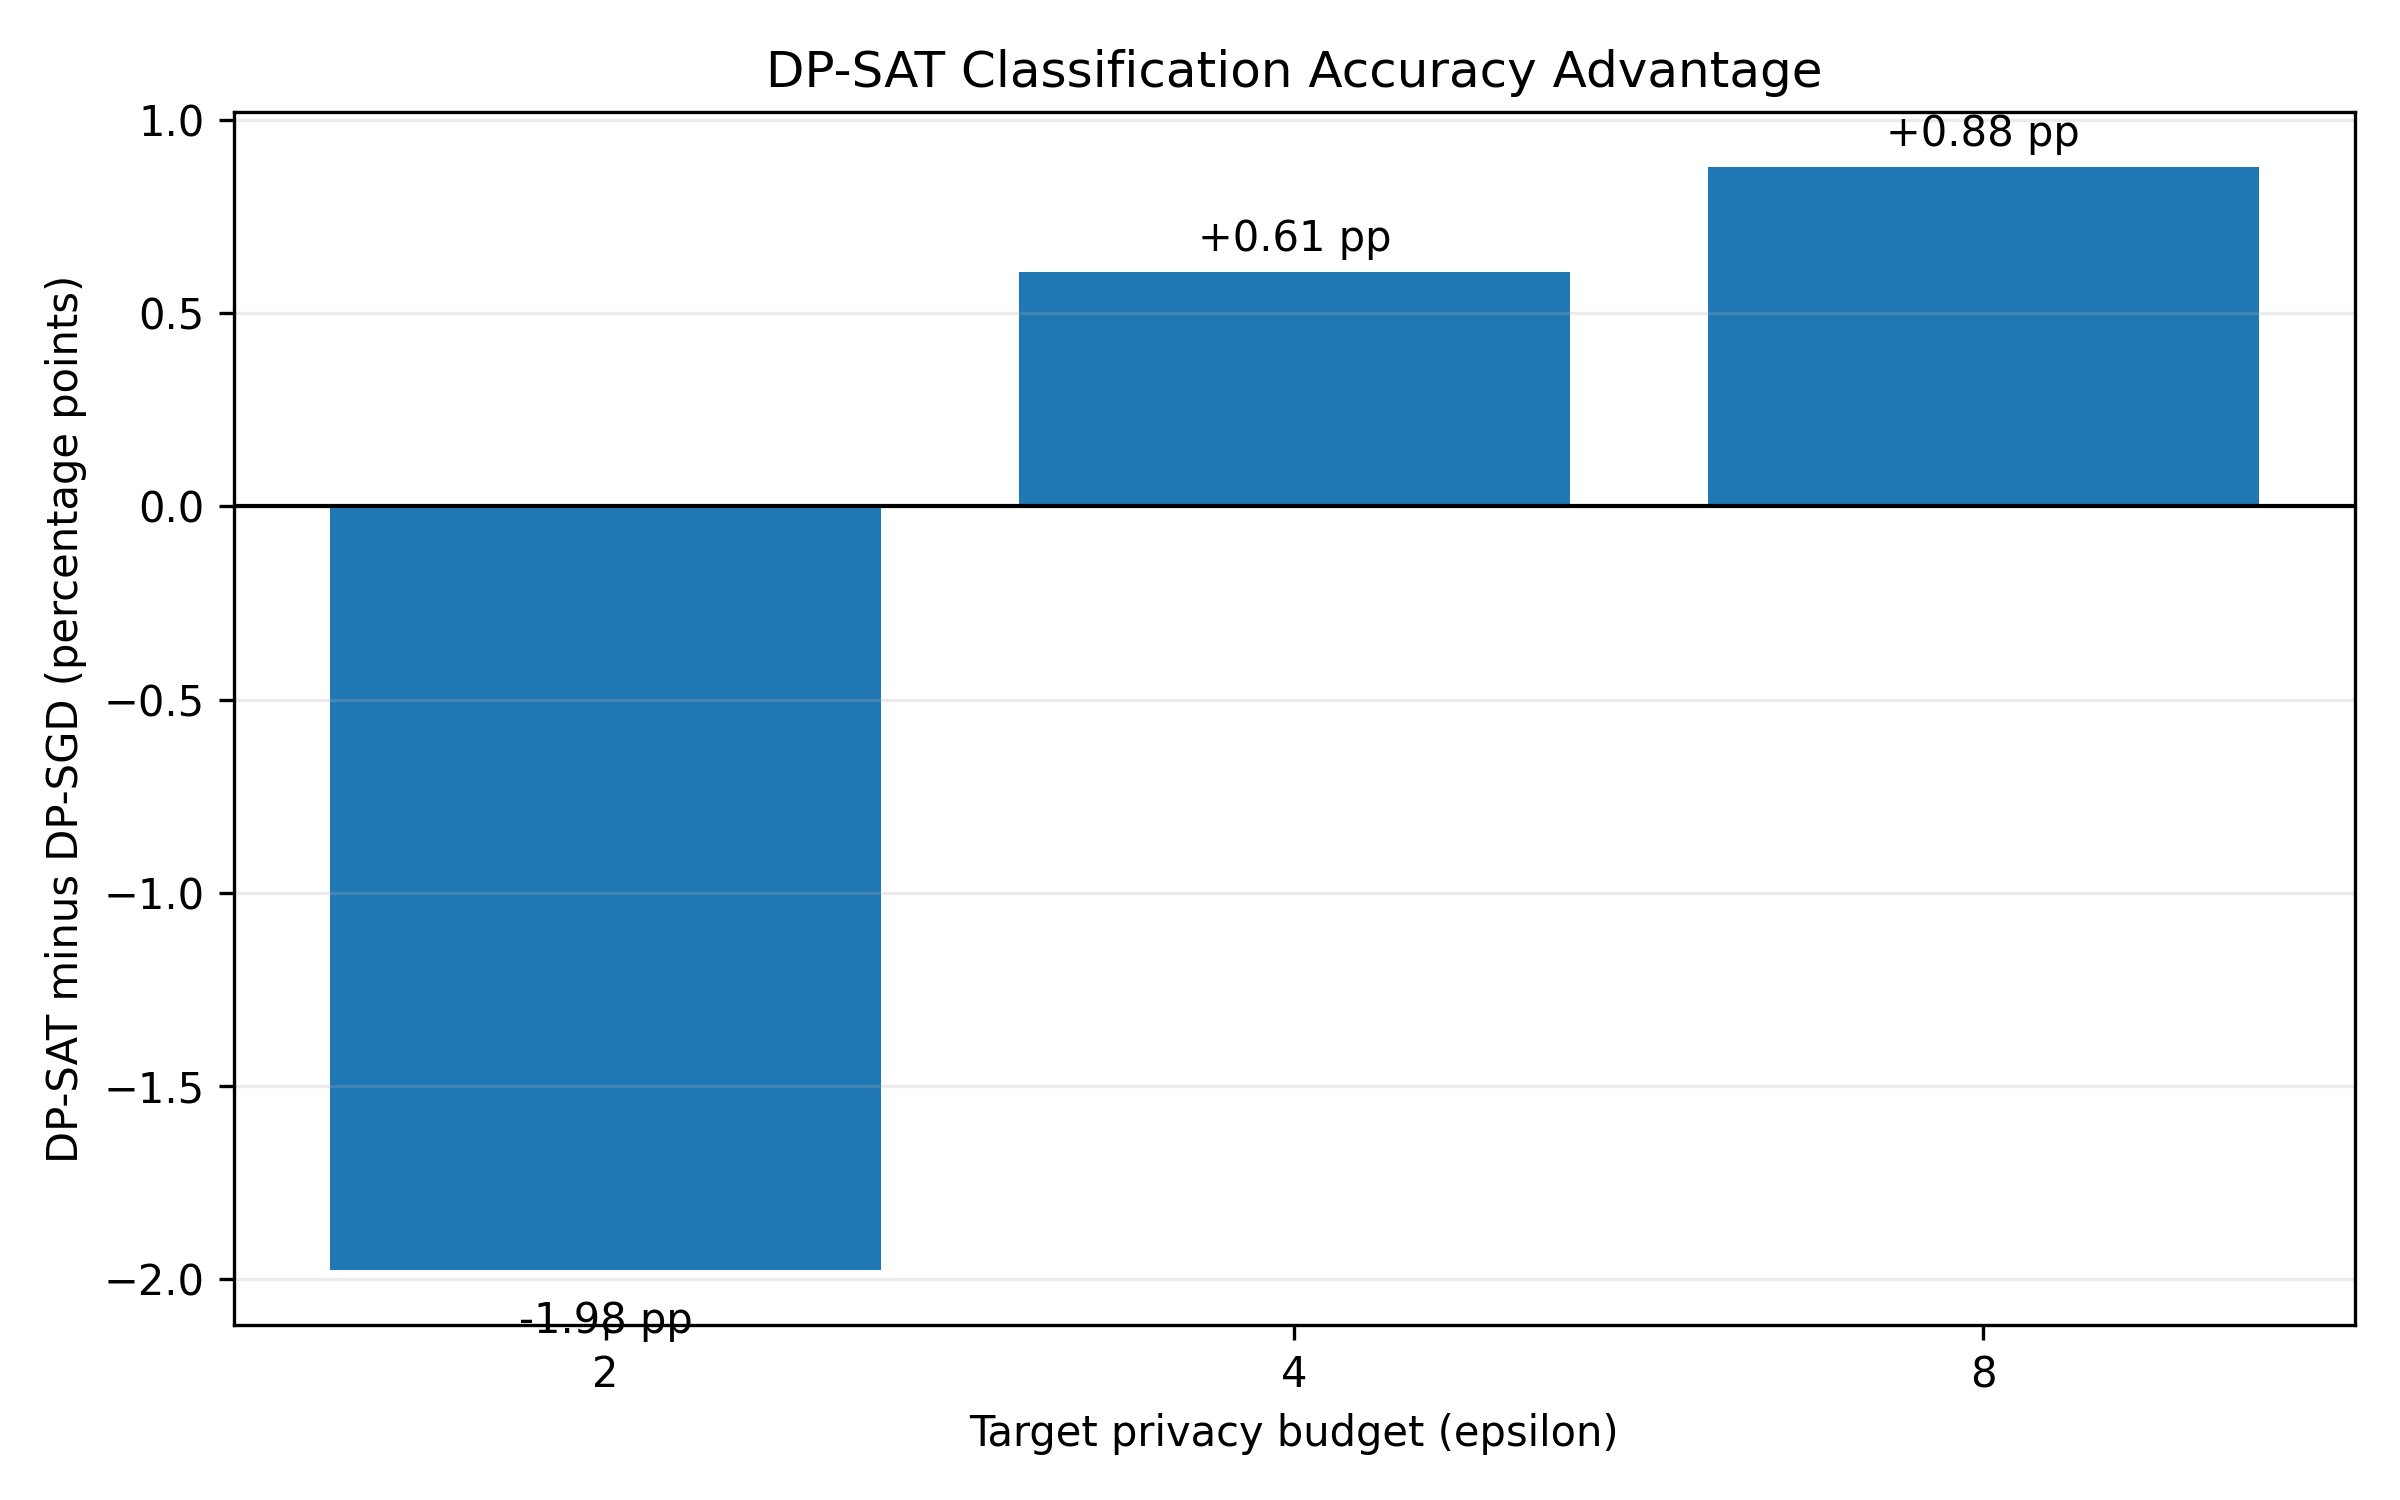 DP-SAT Classification Accuracy Advantage
DP-SAT minus DP-SGD (percentage points)
1.0
0.5
0.0
−0.5
−1.0
−1.5
−2.0
+0.88 pp
+0.61 pp
-1.98 pp
2
4
8
Target privacy budget (epsilon)